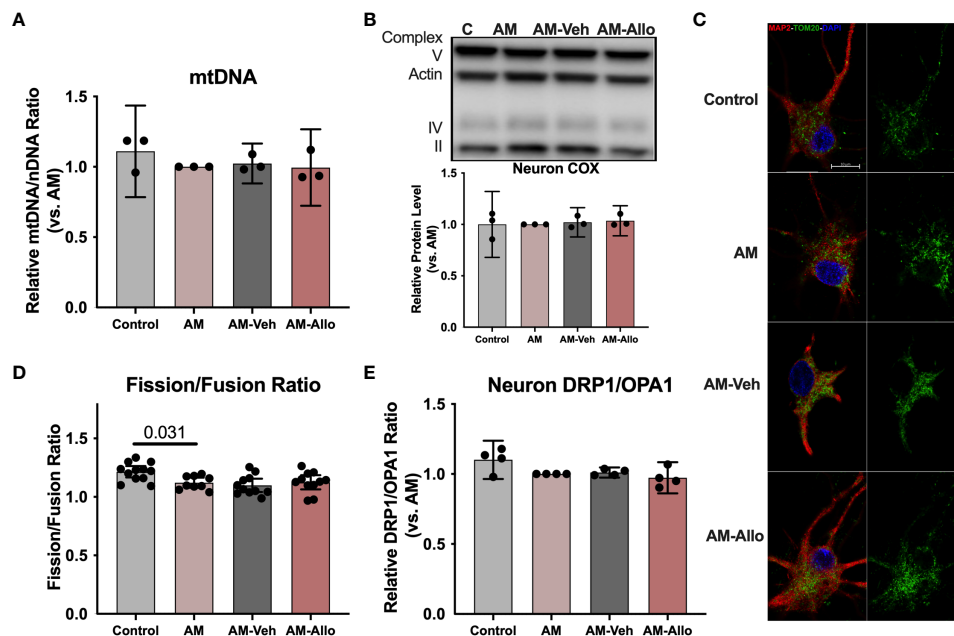 A
mtDNA
Relative mtDNA/nDNA Ratio
(vs. AM)
1.5
1.0
0.5
0.0
Control AM AM-Veh AM-Allo
B
C AM AM-Veh AM-Allo
Complex
V
Actin
IV
II
Neuron COX
Relative Protein Level
(vs. AM)
1.5
1.0
0.5
0.0
Control AM AM-Veh AM-Allo
C
MAP2-TOM20-DAPI
Control
AM
AM-Veh
AM-Allo
D
Fission/Fusion Ratio
Fission/Fusion Ratio
0.031
1.5
1.0
0.5
0.0
Control AM AM-Veh AM-Allo
E
Neuron DRP1/OPA1
Relative DRP1/OPA1 Ratio
(vs. AM)
1.5
1.0
0.5
0.0
Control AM AM-Veh AM-Allo